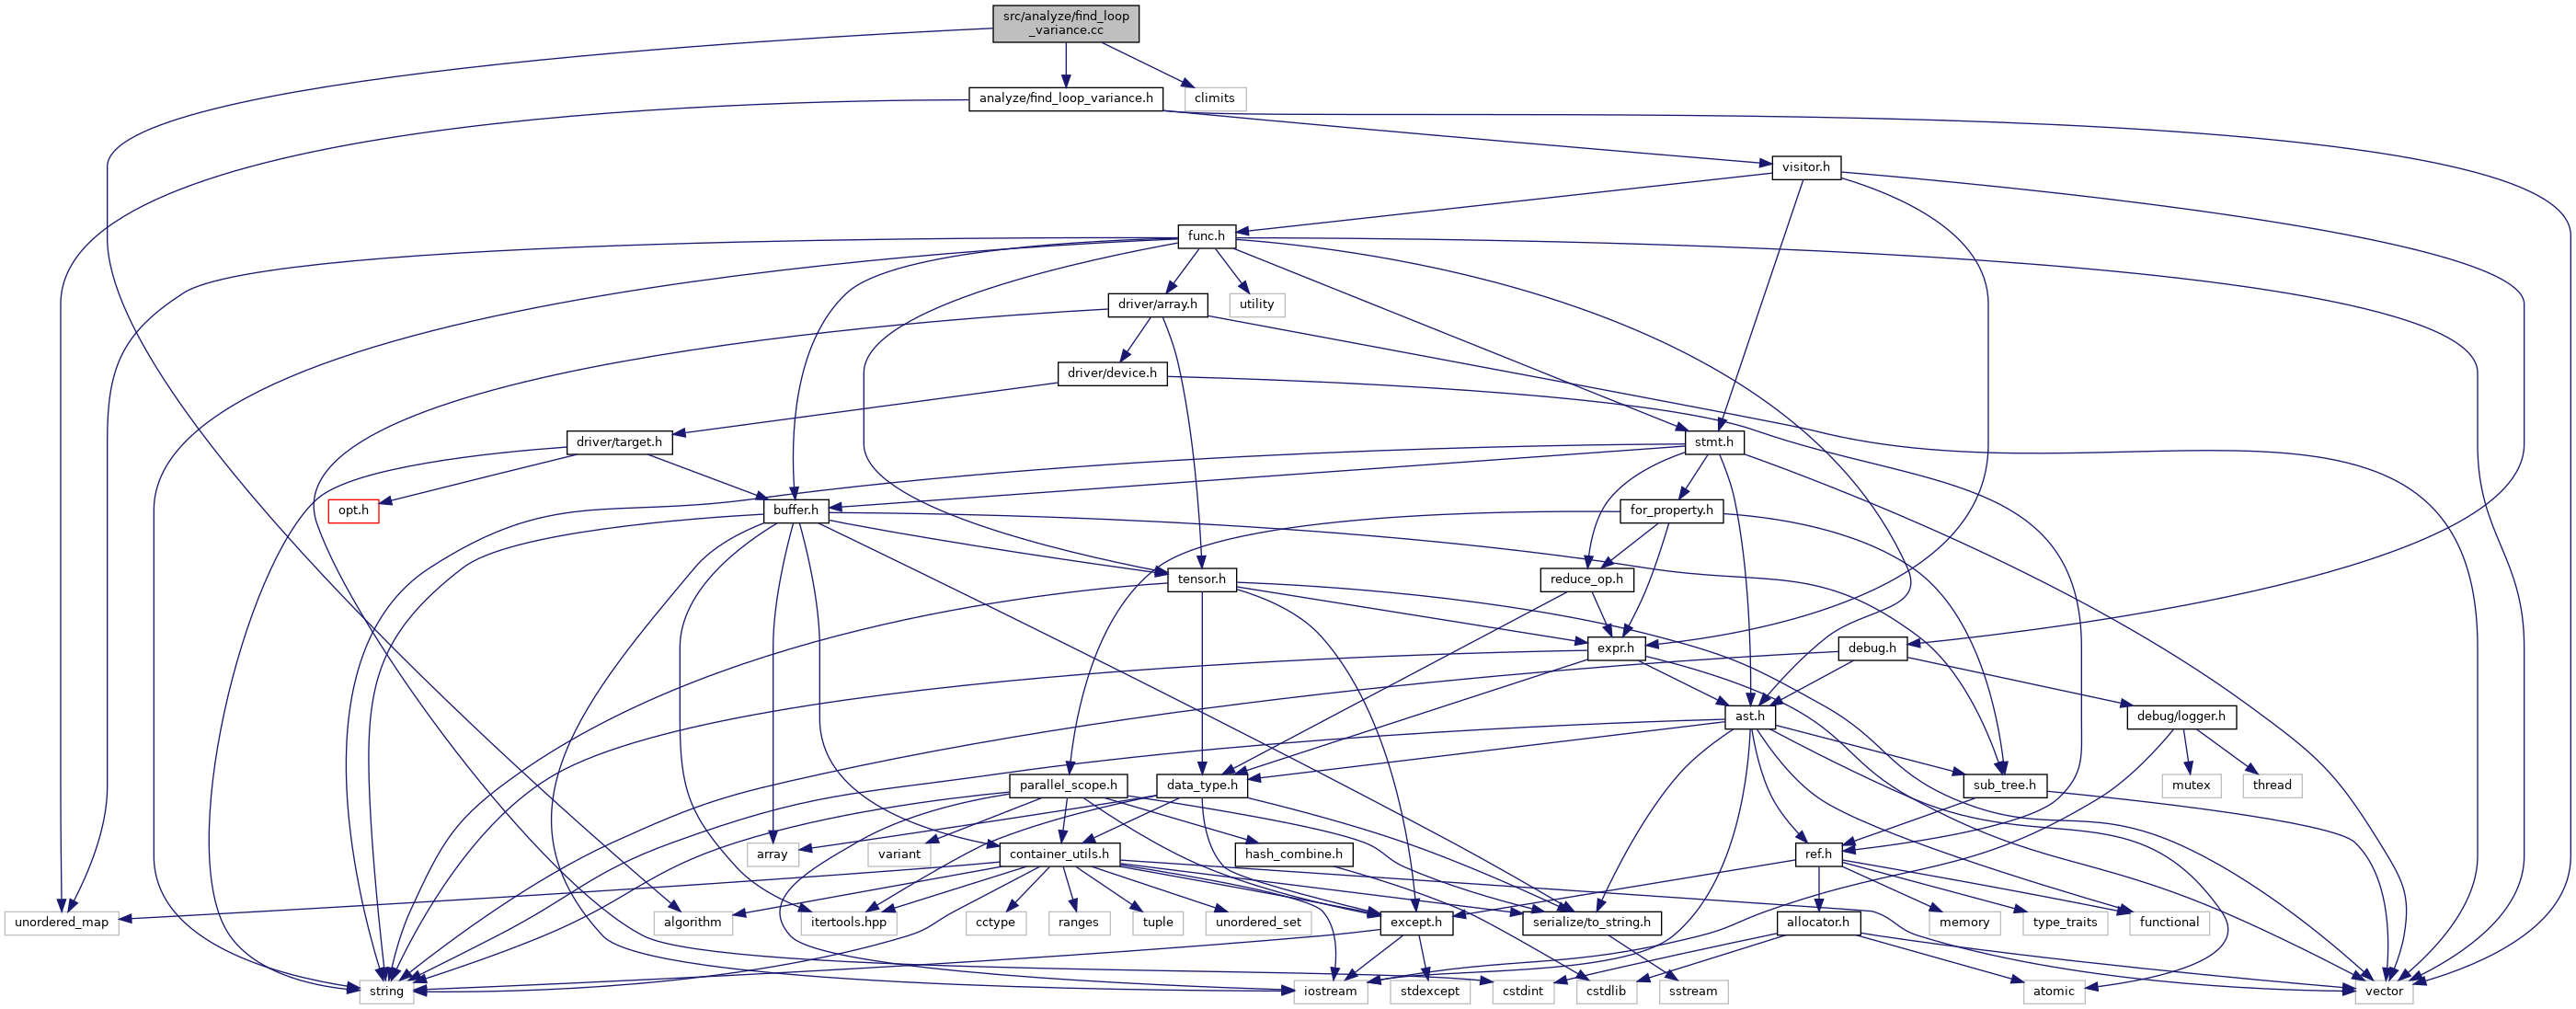 src/analyze/find_loop
_variance.cc
analyze/find_loop_variance.h
climits
visitor.h
func.h
driver/array.h
utility
driver/device.h
driver/target.h
stmt.h
opt.h
buffer.h
for_property.h
tensor.h
reduce_op.h
expr.h
debug.h
ast.h
debug/logger.h
parallel_scope.h
data_type.h
sub_tree.h
mutex
thread
array
variant
container_utils.h
hash_combine.h
ref.h
unordered_map
algorithm
itertools.hpp
cctype
ranges
tuple
unordered_set
except.h
serialize/to_string.h
allocator.h
memory
type_traits
functional
string
iostream
stdexcept
cstdint
cstdlib
sstream
atomic
vector